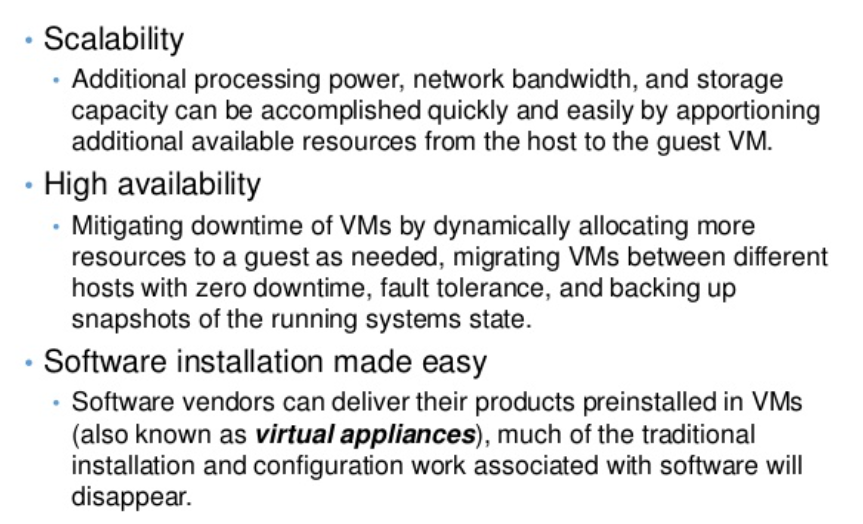 • Scalability
• Additional processing power, network bandwidth, and storage
capacity can be accomplished quickly and easily by apportioning
additional available resources from the host to the guest VM.
• High availability
• Mitigating downtime of VMs by dynamically allocating more
resources to a guest as needed, migrating VMs between different
hosts with zero downtime, fault tolerance, and backing up
snapshots of the running systems state.
• Software installation made easy
• Software vendors can deliver their products preinstalled in VMs
(also known as virtual appliances), much of the traditional
installation and configuration work associated with software will
disappear.